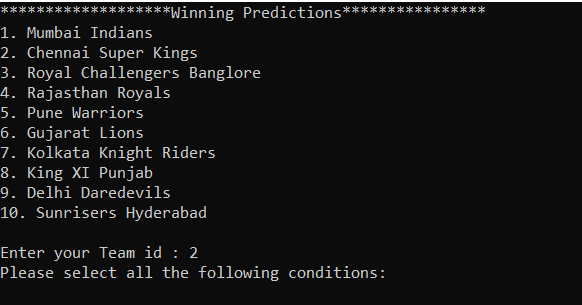 *******************Winning Predictions****************
1. Mumbai Indians
2. Chennai Super Kings
3. Royal Challengers Banglore
4. Rajasthan Royals
5. Pune Warriors
6. Gujarat Lions
7. Kolkata Knight Riders
8. King XI Punjab
9. Delhi Daredevils
10. Sunrisers Hyderabad
Enter your Team id : 2
Please select all the following conditions: